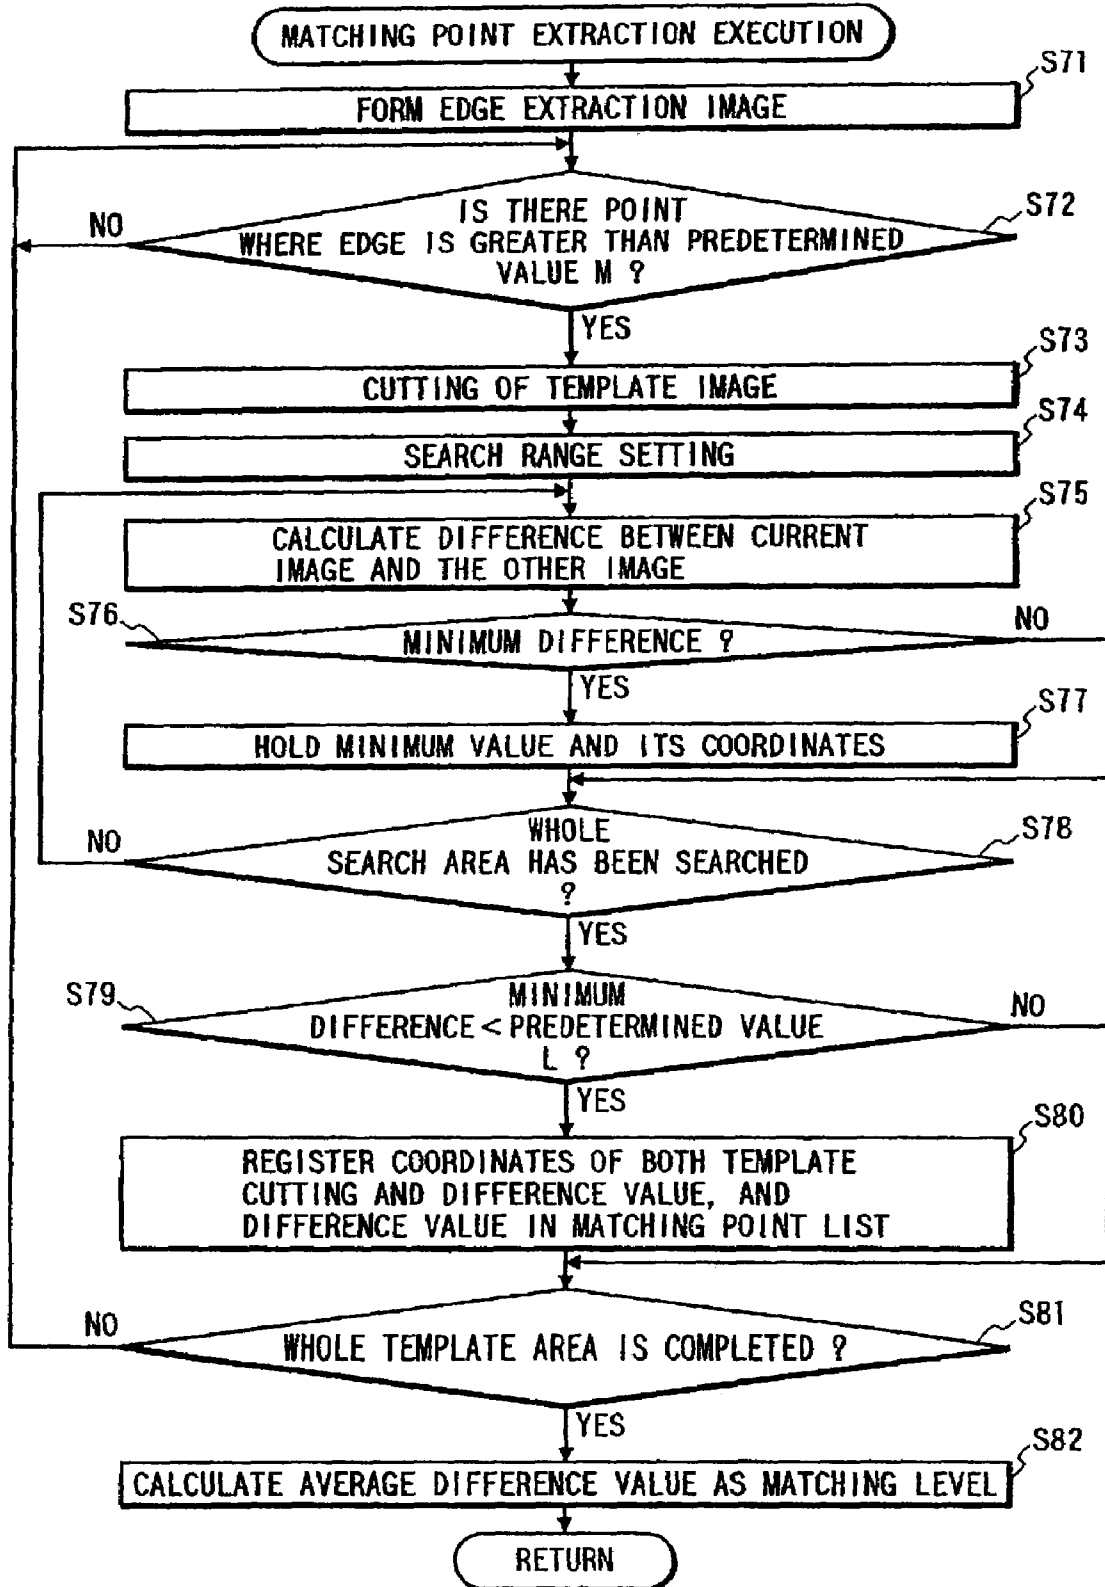 MATCHING POINT EXTRACTION EXECUTION
S71
FORM EDGE EXTRACTION IMAGE
S72
NO
IS THERE POINT
WHERE EDGE IS GREATER THAN PREDETERMINED
VALUE M ?
YES
S73
CUTTING OF TEMPLATE IMAGE
S74
SEARCH RANGE SETTING
S75
CALCULATE DIFFERENCE BETWEEN CURRENT
IMAGE AND THE OTHER IMAGE
S76
NO
MINIMUM DIFFERENCE ?
YES
S77
HOLD MINIMUM VALUE AND ITS COORDINATES
NO
S78
WHOLE
SEARCH AREA HAS BEEN SEARCHED
?
YES
S79
NO
MINIMUM
DIFFERENCE < PREDETERMINED VALUE
L ?
YES
S80
REGISTER COORDINATES OF BOTH TEMPLATE
CUTTING AND DIFFERENCE VALUE, AND
DIFFERENCE VALUE IN MATCHING POINT LIST
NO
S81
WHOLE TEMPLATE AREA IS COMPLETED ?
YES
S82
CALCULATE AVERAGE DIFFERENCE VALUE AS MATCHING LEVEL
RETURN